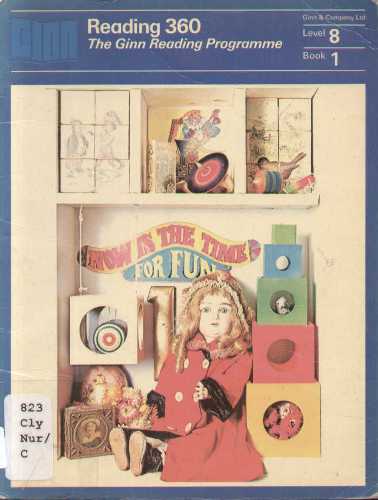 Ginn
Reading 360
The Ginn Reading Programme
Ginn & Company Ltd
Level 8
Book 1
NOW IS THE TIME
FOR FUN
1
823
Cly
Nur/
C